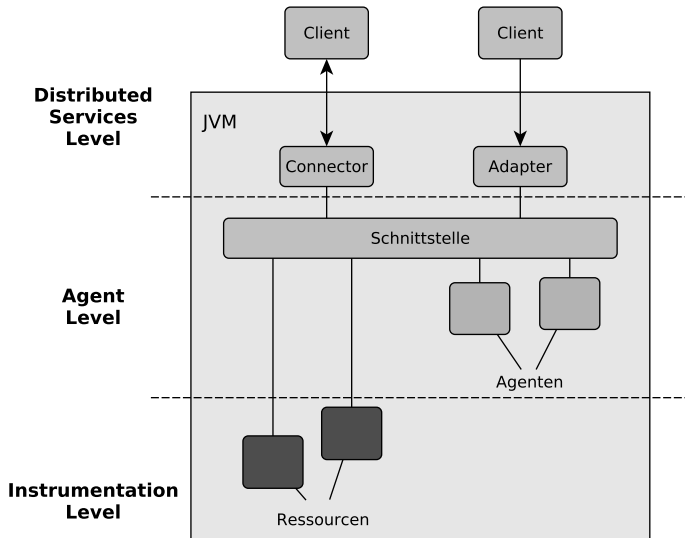 Client
Client
Distributed
Services
Level
JVM
Connector
Adapter
Schnittstelle
Agent
Level
Agenten
Instrumentation
Level
Ressourcen